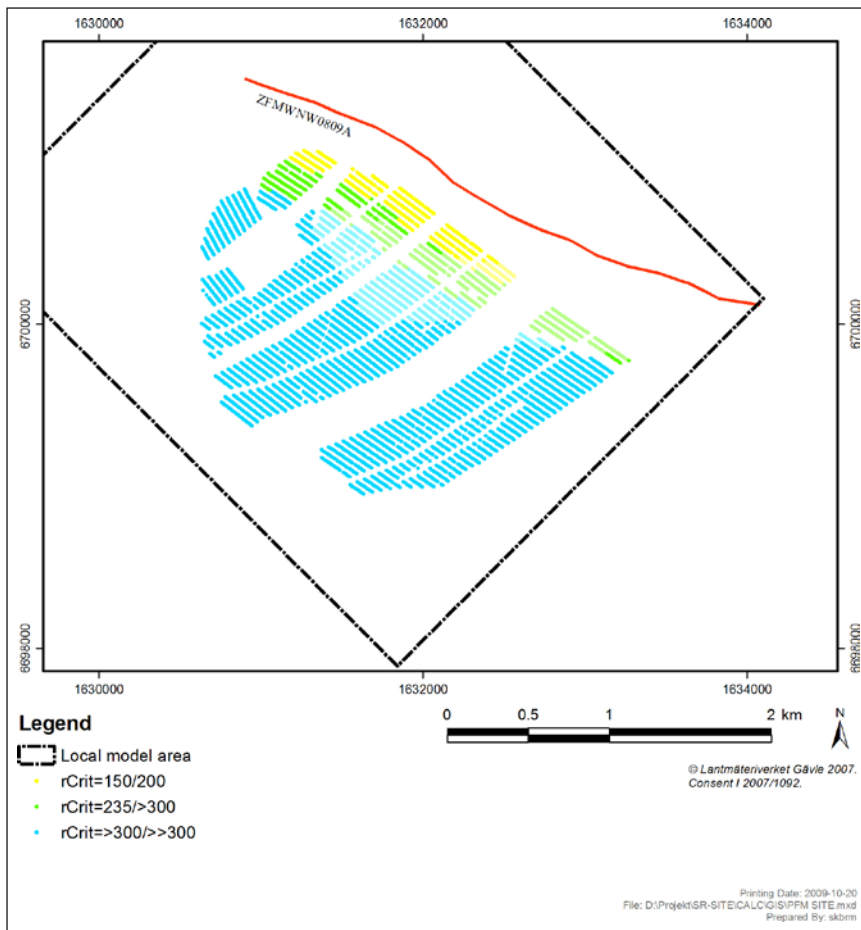 1630000 1632000 1634000
ZFMWNW0809A
6700000 6700000
6698000 6698000
1630000 1632000 1634000
Legend
Local model area
rCrit=150/200
rCrit=235/>300
rCrit=>300/>>300
0 0.5 1 2 km
N
© Lantmäteriverket Gävle 2007.
Consent I 2007/1092.
Printing Date: 2009-10-20
File: D:\Projekt\SR-SITE\CALC\GIS\PFM SITE.mxd
Prepared By: skbrm